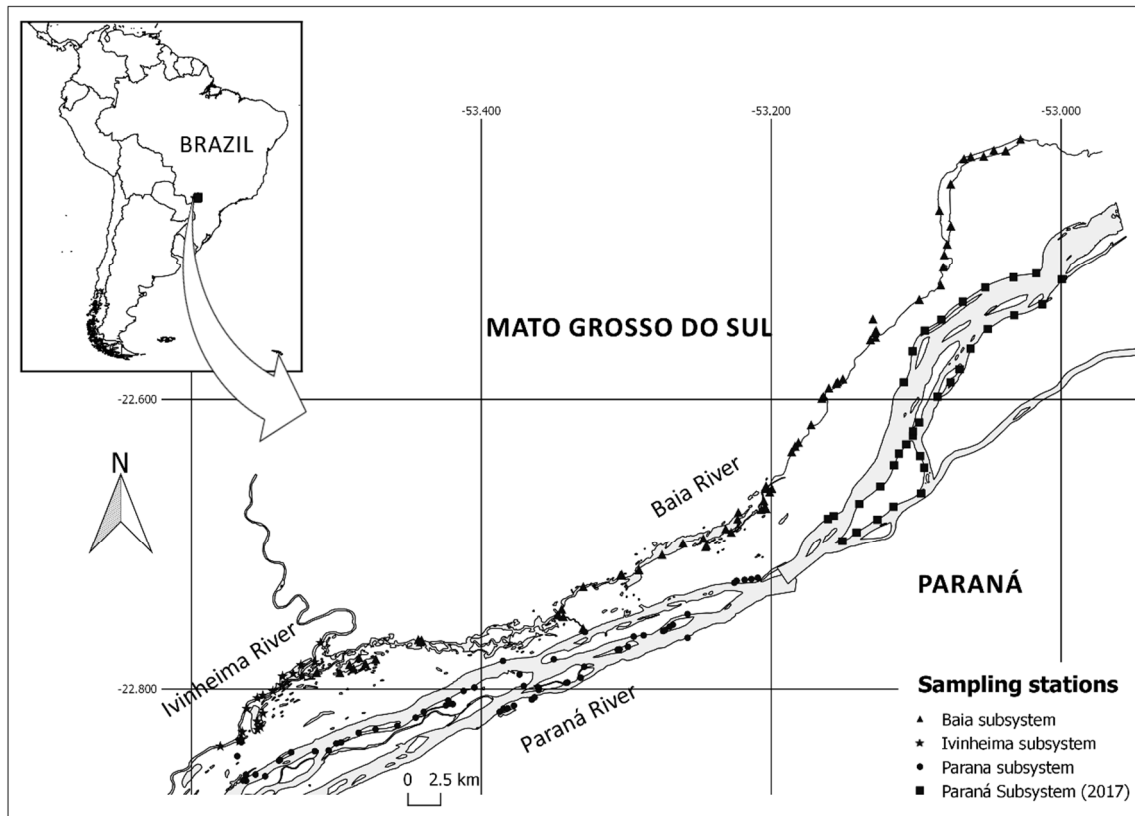 BRAZIL
-53.400
-53.200
-53.000
MATO GROSSO DO SUL
-22.600
N
Baia River
PARANÁ
Ivinheima River
-22.800
Paraná River
Sampling stations
Baia subsystem
Ivinheima subsystem
Parana subsystem
Paraná Subsystem (2017)
0 2.5 km